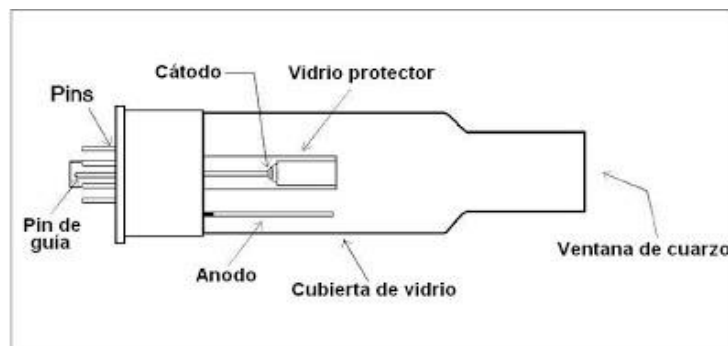 Cátodo
Vidrio protector
Pins
Pin de
guía
Anodo
Cubierta de vidrio
Ventana de cuarzo